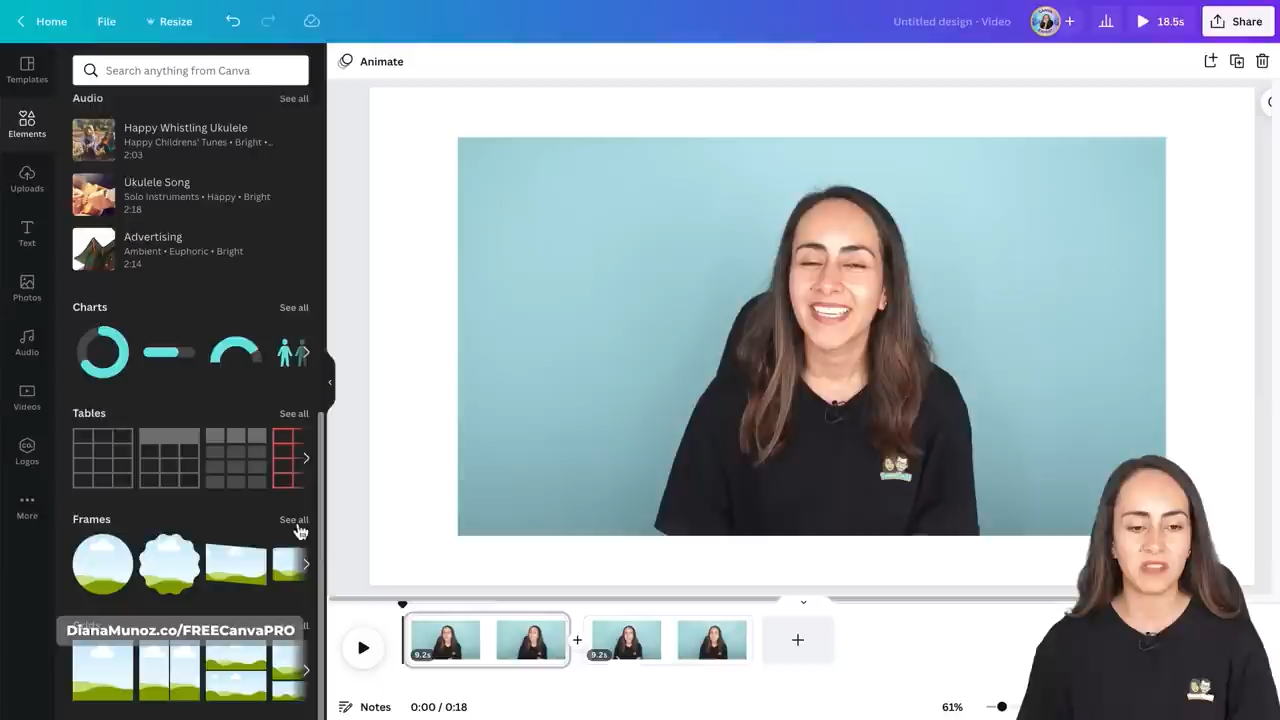 Home
File
Resize
Untitled design - Video
18.5s
Share
Templates
Elements
Uploads
Text
Photos
Audio
Videos
Logos
More
Search anything from Canva
Audio
See all
Happy Whistling Ukulele
Happy Childrens' Tunes • Bright •...
2:03
Ukulele Song
Solo Instruments • Happy • Bright
2:18
Advertising
Ambient • Euphoric • Bright
2:14
Charts
See all
Tables
See all
Frames
See all
DianaMunoz.co/FREECanvaPRO
Animate
9.2s
9.2s
Notes
0:00 / 0:18
61%